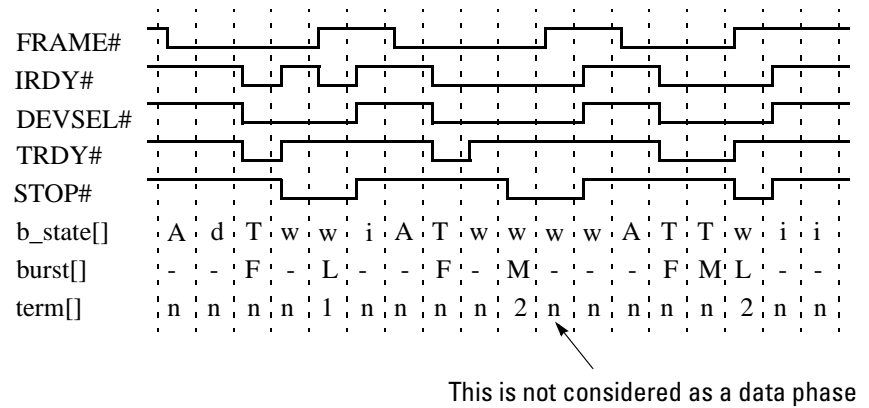 FRAME#
IRDY#
DEVSEL#
TRDY#
STOP#
b_state[] A d T w w i A T w w w w A T T w i i
burst[] - - F - L - - F - M - - - F M L - -
term[] n n n n 1 n n n n 2 n n n n n 2 n n
This is not considered as a data phase